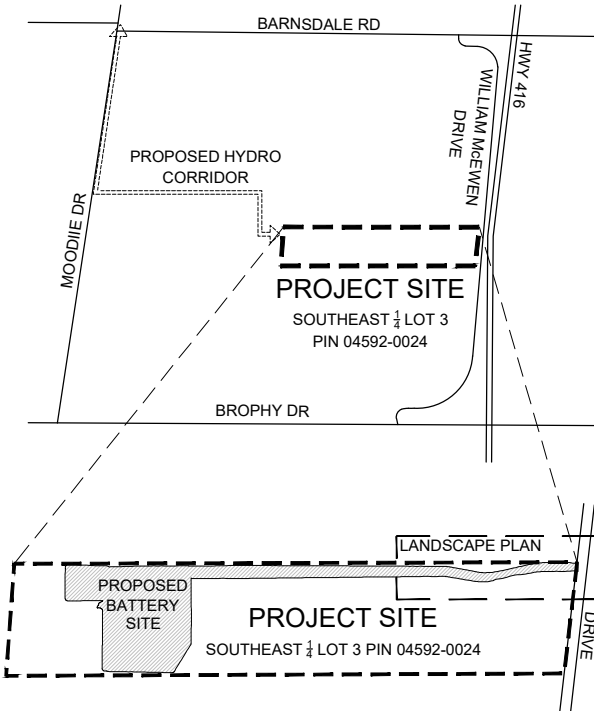 BARNSDALE RD
HWY 416
WILLIAM McEWEN
DRIVE
PROPOSED HYDRO
CORRIDOR
MOODIIE DR
PROJECT SITE
SOUTHEAST 1/4 LOT 3
PIN 04592-0024
BROPHY DR
LANDSCAPE PLAN
PROPOSED
BATTERY
SITE
PROJECT SITE
SOUTHEAST 1/4 LOT 3 PIN 04592-0024
DRIVE